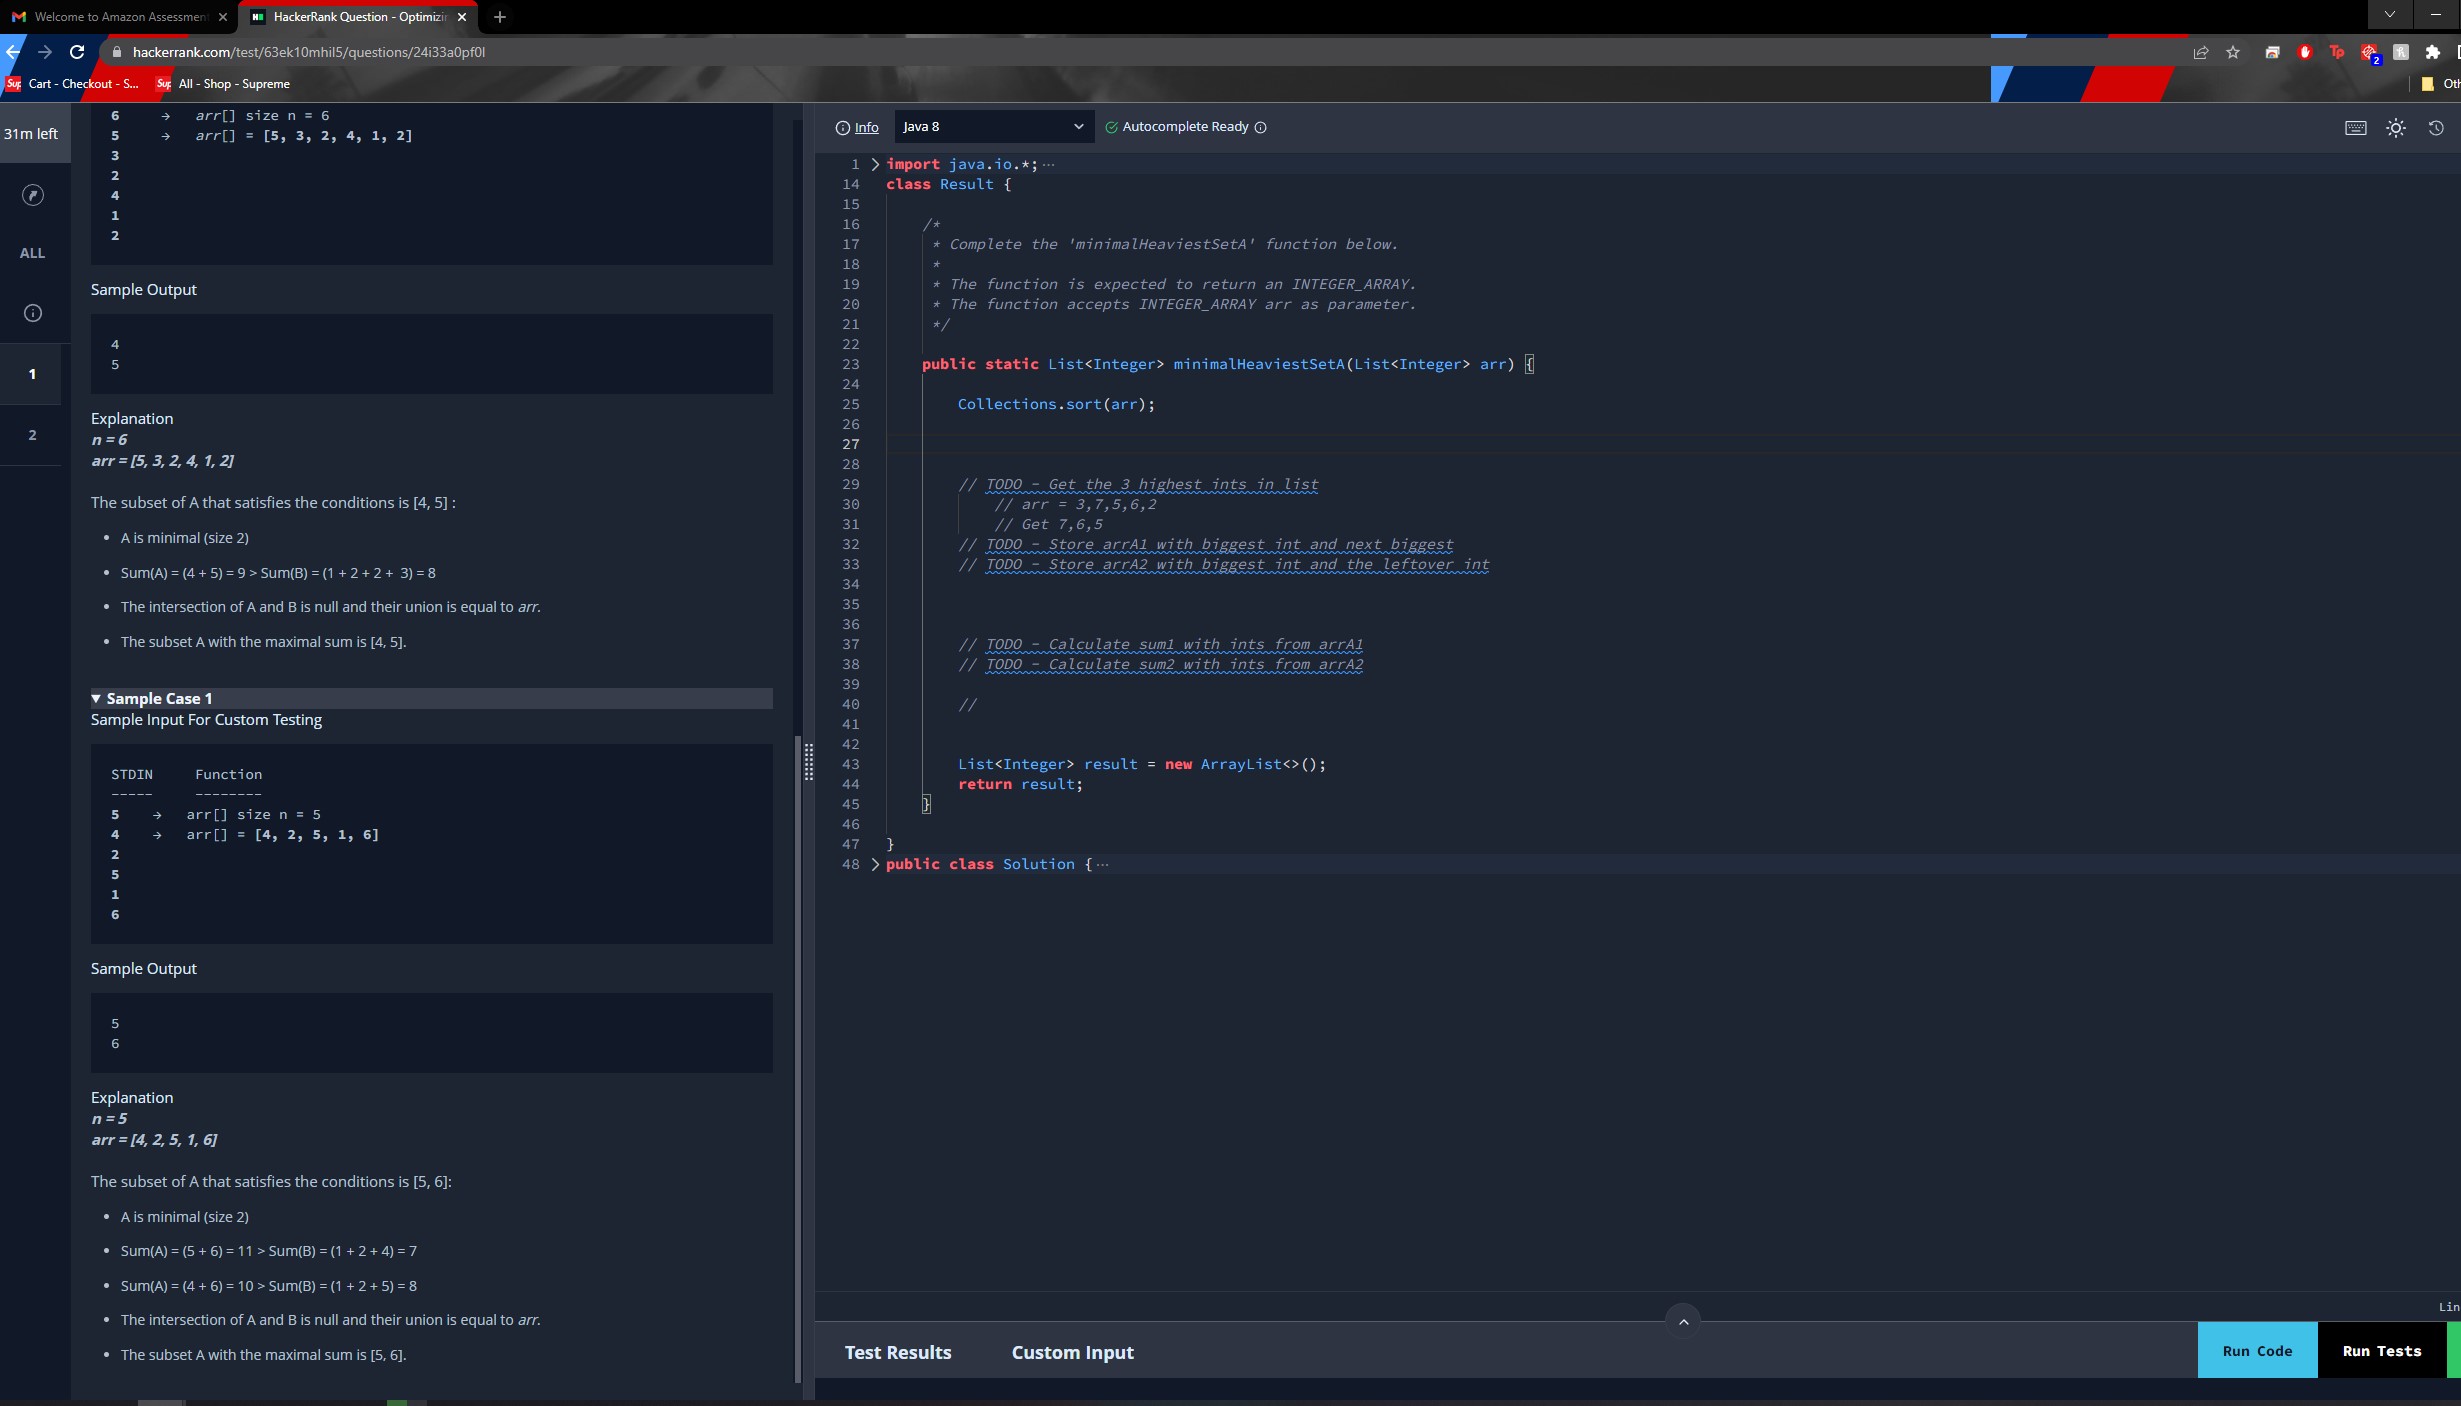 Welcome to Amazon Assessment
HackerRank Question - Optimizi
hackerrank.com/test/63ek10mhil5/questions/24i33a0pf0l
Tp
2
Sup Cart - Checkout - S...
Sup All - Shop - Supreme
Oth
31m left
ALL
1
2
6 → arr[] size n = 6
5 → arr[] = [5, 3, 2, 4, 1, 2]
3
2
4
1
2
Sample Output
4
5
Explanation
n = 6
arr = [5, 3, 2, 4, 1, 2]
The subset of A that satisfies the conditions is [4, 5] :
• A is minimal (size 2)
• Sum(A) = (4 + 5) = 9 > Sum(B) = (1 + 2 + 2 + 3) = 8
• The intersection of A and B is null and their union is equal to arr.
• The subset A with the maximal sum is [4, 5].
▼ Sample Case 1
Sample Input For Custom Testing
STDIN Function
----- --------
5 → arr[] size n = 5
4 → arr[] = [4, 2, 5, 1, 6]
2
5
1
6
Sample Output
5
6
Explanation
n = 5
arr = [4, 2, 5, 1, 6]
The subset of A that satisfies the conditions is [5, 6]:
• A is minimal (size 2)
• Sum(A) = (5 + 6) = 11 > Sum(B) = (1 + 2 + 4) = 7
• Sum(A) = (4 + 6) = 10 > Sum(B) = (1 + 2 + 5) = 8
• The intersection of A and B is null and their union is equal to arr.
• The subset A with the maximal sum is [5, 6].
Info
Java 8
Autocomplete Ready
1 import java.io.*; ...
14 class Result {
15
16 /*
17 * Complete the 'minimalHeaviestSetA' function below.
18 *
19 * The function is expected to return an INTEGER_ARRAY.
20 * The function accepts INTEGER_ARRAY arr as parameter.
21 */
22
23 public static List<Integer> minimalHeaviestSetA(List<Integer> arr) {
24
25 Collections.sort(arr);
26
27
28
29 // TODO - Get the 3 highest ints in list
30 // arr = 3,7,5,6,2
31 // Get 7,6,5
32 // TODO - Store arrA1 with biggest int and next biggest
33 // TODO - Store arrA2 with biggest int and the leftover int
34
35
36
37 // TODO - Calculate sum1 with ints from arrA1
38 // TODO - Calculate sum2 with ints from arrA2
39
40 //
41
42
43 List<Integer> result = new ArrayList<>();
44 return result;
45 }
46
47 }
48 public class Solution { ...
Lin
Test Results
Custom Input
Run Code
Run Tests